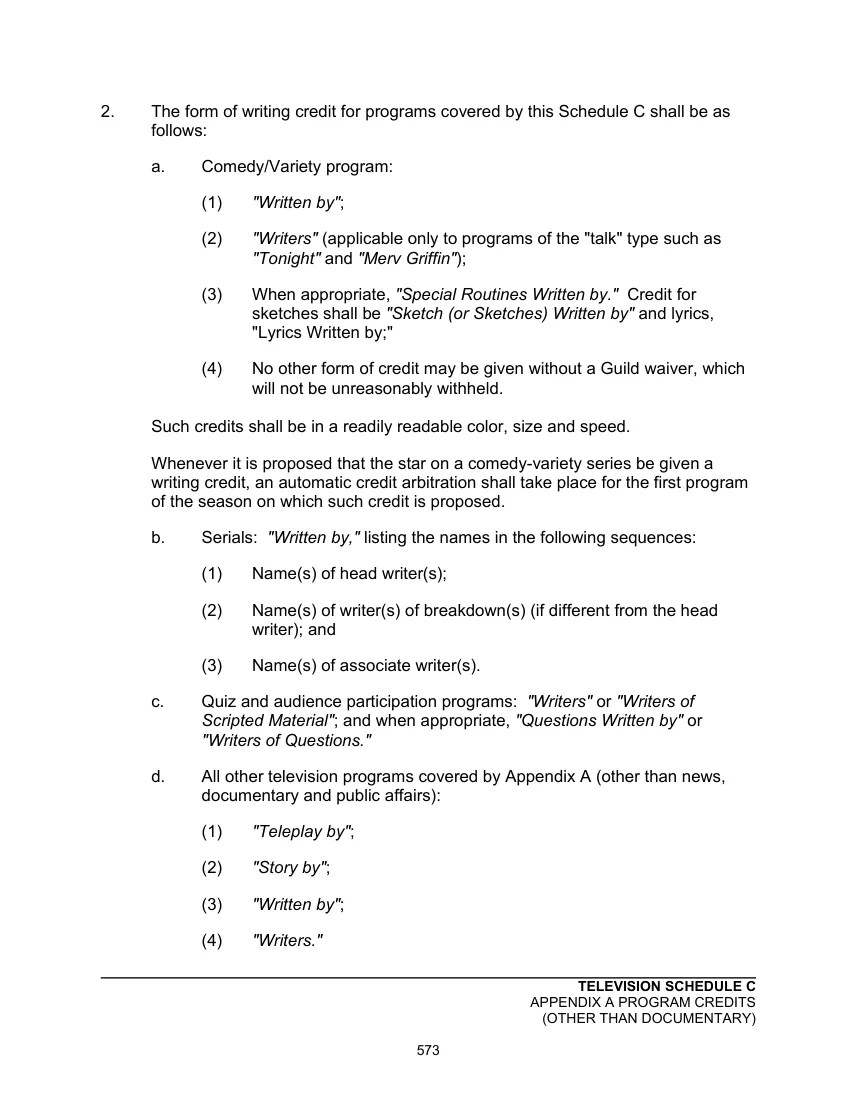 2. The form of writing credit for programs covered by this Schedule C shall be as
follows:
a. Comedy/Variety program:
(1) "Written by";
(2) "Writers" (applicable only to programs of the "talk" type such as
"Tonight" and "Merv Griffin");
(3) When appropriate, "Special Routines Written by." Credit for
sketches shall be "Sketch (or Sketches) Written by" and lyrics,
"Lyrics Written by;"
(4) No other form of credit may be given without a Guild waiver, which
will not be unreasonably withheld.
Such credits shall be in a readily readable color, size and speed.
Whenever it is proposed that the star on a comedy-variety series be given a
writing credit, an automatic credit arbitration shall take place for the first program
of the season on which such credit is proposed.
b. Serials: "Written by," listing the names in the following sequences:
(1) Name(s) of head writer(s);
(2) Name(s) of writer(s) of breakdown(s) (if different from the head
writer); and
(3) Name(s) of associate writer(s).
c. Quiz and audience participation programs: "Writers" or "Writers of
Scripted Material"; and when appropriate, "Questions Written by" or
"Writers of Questions."
d. All other television programs covered by Appendix A (other than news,
documentary and public affairs):
(1) "Teleplay by";
(2) "Story by";
(3) "Written by";
(4) "Writers."
TELEVISION SCHEDULE C
APPENDIX A PROGRAM CREDITS
(OTHER THAN DOCUMENTARY)
573